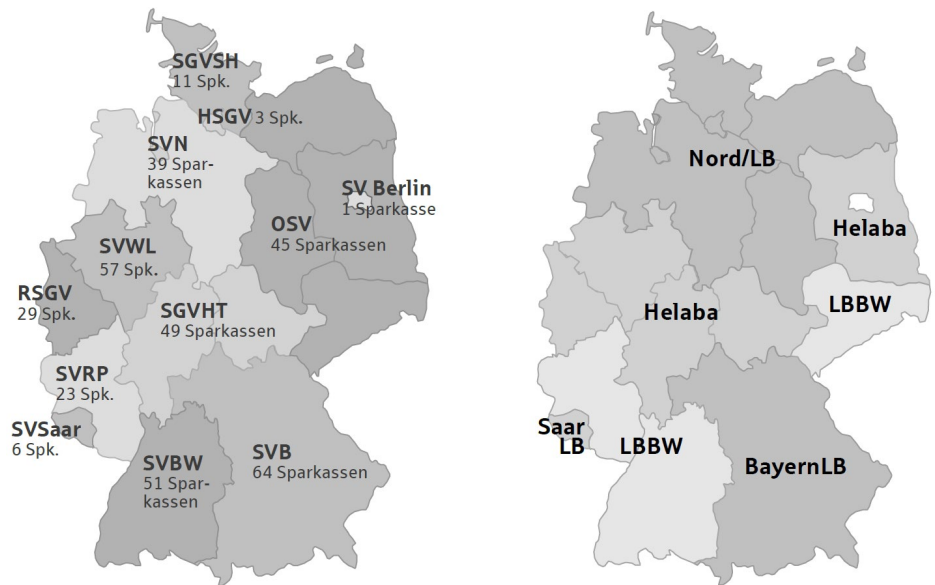 SGVSH
11 Spk.
HSGV 3 Spk.
SVN
39 Spar-
kassen
SV Berlin
1 Sparkasse
OSV
45 Sparkassen
SVWL
57 Spk.
RSGV
29 Spk.
SGVHT
49 Sparkassen
SVRP
23 Spk.
SVSaar
6 Spk.
SVBW
51 Spar-
kassen
SVB
64 Sparkassen
Nord/LB
Helaba
LBBW
Helaba
Saar
LB
LBBW
BayernLB